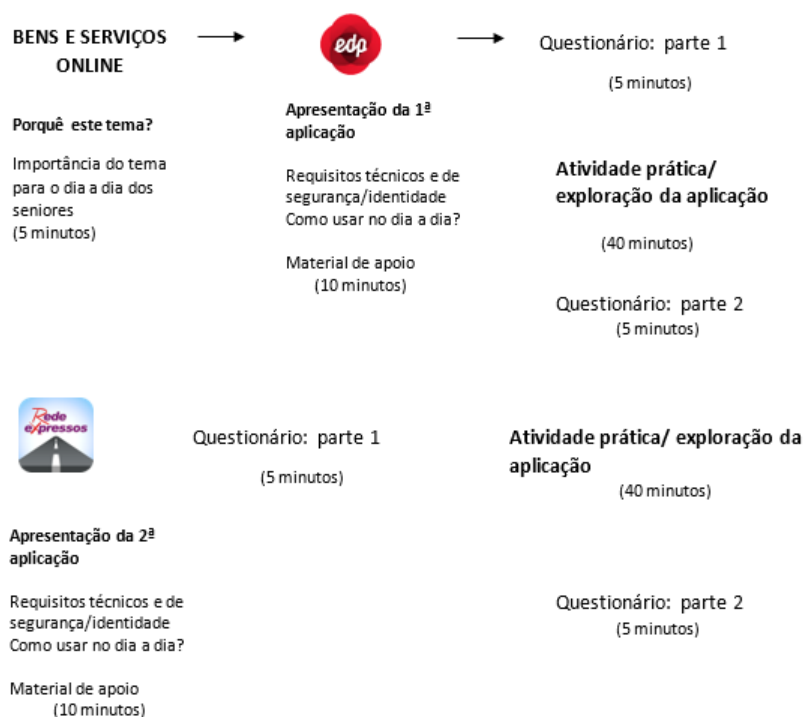 BENS E SERVIÇOS
ONLINE
Porquê este tema?
Importância do tema
para o dia a dia dos
seniores
(5 minutos)
edp
Apresentação da 1ª
aplicação
Requisitos técnicos e de
segurança/identidade
Como usar no dia a dia?
Material de apoio
(10 minutos)
Questionário: parte 1
(5 minutos)
Atividade prática/
exploração da aplicação
(40 minutos)
Questionário: parte 2
(5 minutos)
Rede
expressos
Apresentação da 2ª
aplicação
Requisitos técnicos e de
segurança/identidade
Como usar no dia a dia?
Material de apoio
(10 minutos)
Questionário: parte 1
(5 minutos)
Atividade prática/ exploração da
aplicação
(40 minutos)
Questionário: parte 2
(5 minutos)